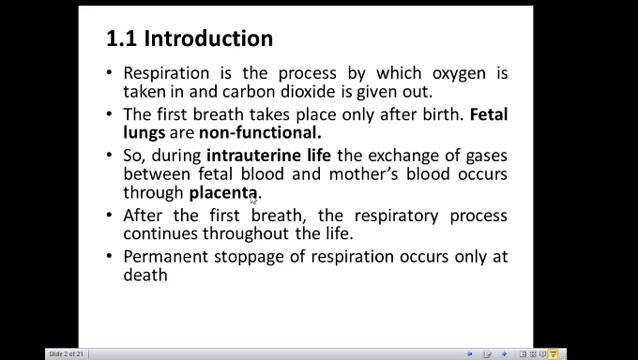 1.1 Introduction
• Respiration is the process by which oxygen is
taken in and carbon dioxide is given out.
• The first breath takes place only after birth. Fetal
lungs are non-functional.
• So, during intrauterine life the exchange of gases
between fetal blood and mother's blood occurs
through placenta.
• After the first breath, the respiratory process
continues throughout the life.
• Permanent stoppage of respiration occurs only at
death
Slide 2 of 21